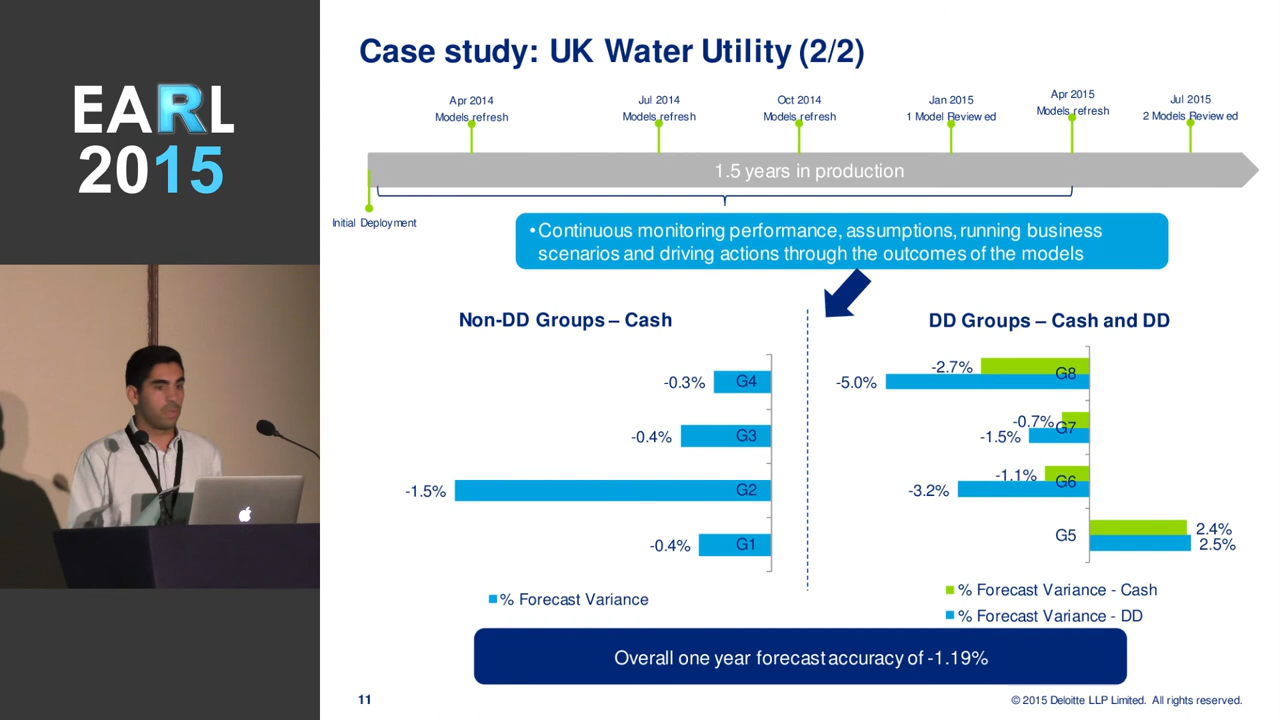 EARL
2015
Case study: UK Water Utility (2/2)
Apr 2014
Models refresh
Jul 2014
Models refresh
Oct 2014
Models refresh
Jan 2015
1 Model Reviewed
Apr 2015
Models refresh
Jul 2015
2 Models Reviewed
1.5 years in production
Initial Deployment
• Continuous monitoring performance, assumptions, running business
scenarios and driving actions through the outcomes of the models
Non-DD Groups – Cash
-0.3% G4
-0.4% G3
-1.5% G2
-0.4% G1
% Forecast Variance
DD Groups – Cash and DD
-2.7%
-5.0%
G8
-0.7%
-1.5%
G7
-1.1%
-3.2%
G6
G5
2.4%
2.5%
% Forecast Variance - Cash
% Forecast Variance - DD
Overall one year forecast accuracy of -1.19%
11
© 2015 Deloitte LLP Limited. All rights reserved.